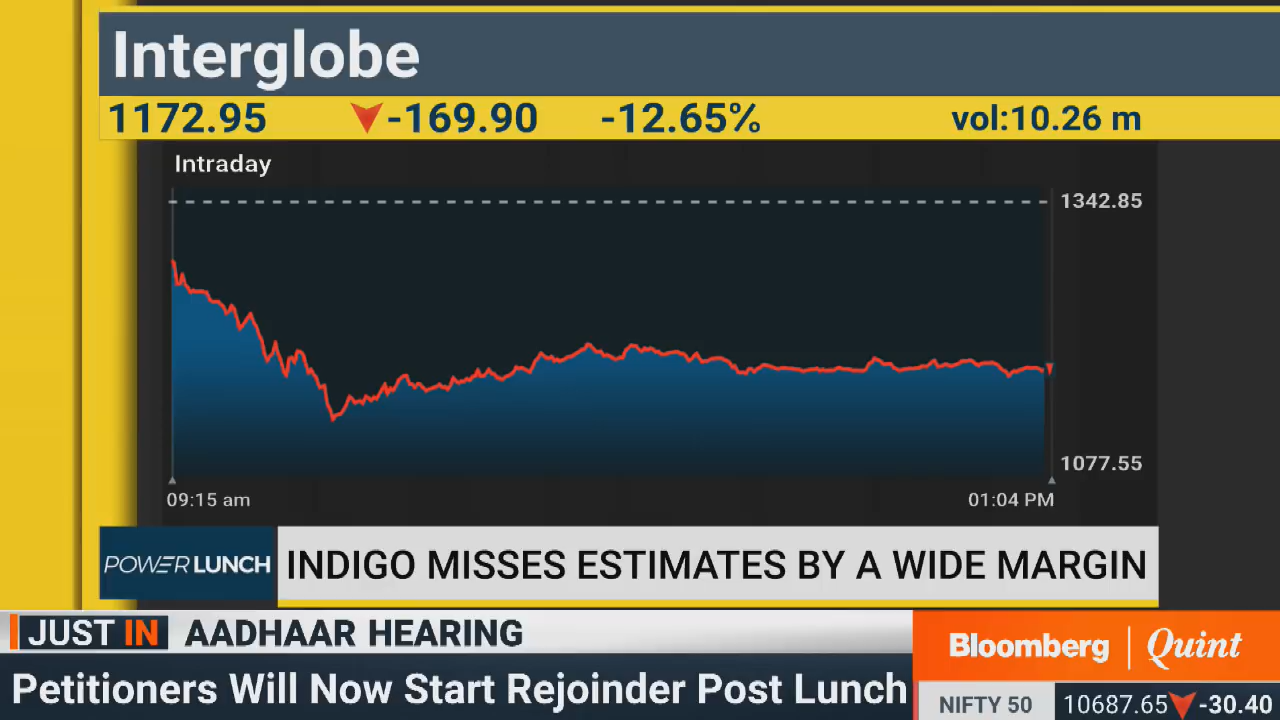 Interglobe
1172.95 -169.90 -12.65% vol:10.26 m
Intraday
1342.85
1077.55
09:15 am 01:04 PM
POWER LUNCH INDIGO MISSES ESTIMATES BY A WIDE MARGIN
JUST IN AADHAAR HEARING
Petitioners Will Now Start Rejoinder Post Lunch
Bloomberg | Quint
NIFTY 50 10687.65 -30.40